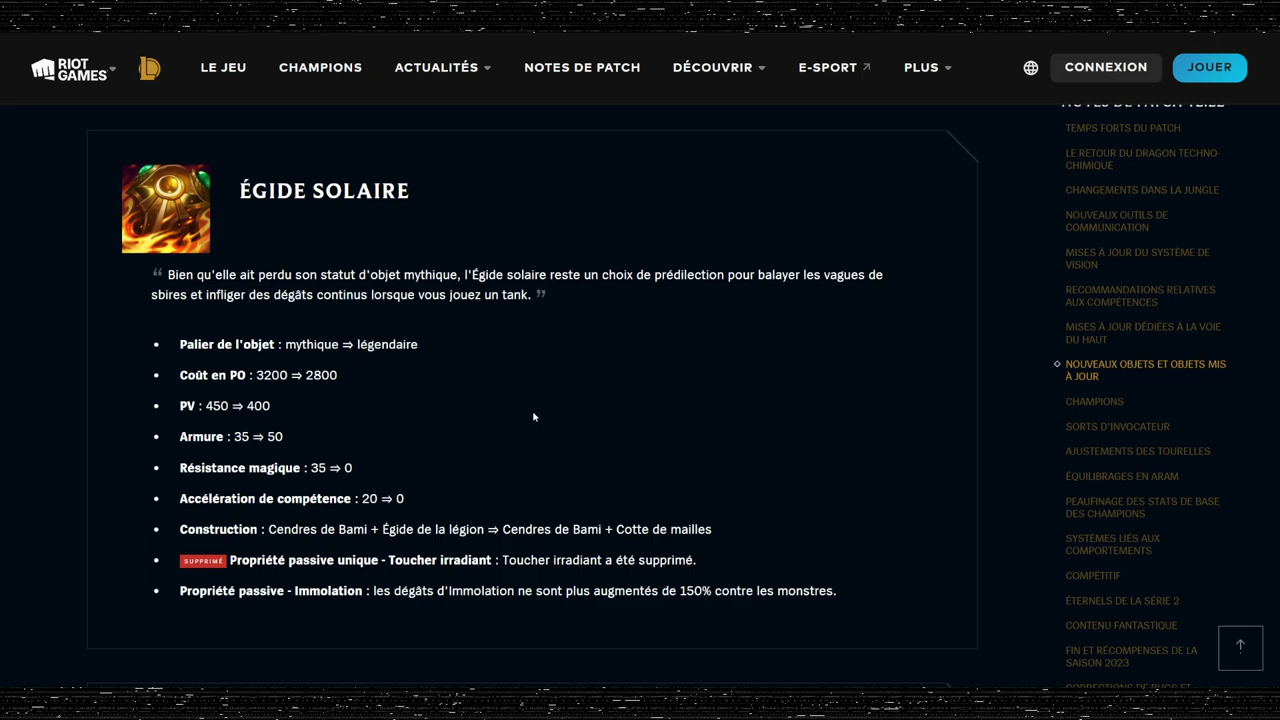 RIOT GAMES
LE JEU
CHAMPIONS
ACTUALITÉS
NOTES DE PATCH
DÉCOUVRIR
E-SPORT
PLUS
CONNEXION
JOUER
ÉGIDE SOLAIRE
“ Bien qu'elle ait perdu son statut d'objet mythique, l'Égide solaire reste un choix de prédilection pour balayer les vagues de
sbires et infliger des dégâts continus lorsque vous jouez un tank. ”
• Palier de l'objet : mythique ⇒ légendaire
• Coût en PO : 3200 ⇒ 2800
• PV : 450 ⇒ 400
• Armure : 35 ⇒ 50
• Résistance magique : 35 ⇒ 0
• Accélération de compétence : 20 ⇒ 0
• Construction : Cendres de Bami + Égide de la légion ⇒ Cendres de Bami + Cotte de mailles
• SUPPRIMÉ Propriété passive unique - Toucher irradiant : Toucher irradiant a été supprimé.
• Propriété passive - Immolation : les dégâts d'Immolation ne sont plus augmentés de 150% contre les monstres.
NOTES DE PATCH
TEMPS FORTS DU PATCH
LE RETOUR DU DRAGON TECHNO-
CHIMIQUE
CHANGEMENTS DANS LA JUNGLE
NOUVEAUX OUTILS DE
COMMUNICATION
MISES À JOUR DU SYSTÈME DE
VISION
RECOMMANDATIONS RELATIVES
AUX COMPÉTENCES
MISES À JOUR DÉDIÉES À LA VOIE
DU HAUT
NOUVEAUX OBJETS ET OBJETS MIS
À JOUR
CHAMPIONS
SORTS D'INVOCATEUR
AJUSTEMENTS DES TOURELLES
ÉQUILIBRAGES EN ARAM
PEAUFINAGE DES STATS DE BASE
DES CHAMPIONS
SYSTÈMES LIÉS AUX
COMPORTEMENTS
COMPÉTITIF
ÉTERNELS DE LA SÉRIE 2
CONTENU FANTASTIQUE
FIN ET RÉCOMPENSES DE LA
SAISON 2023
CORRECTIONS DE BUGS ET